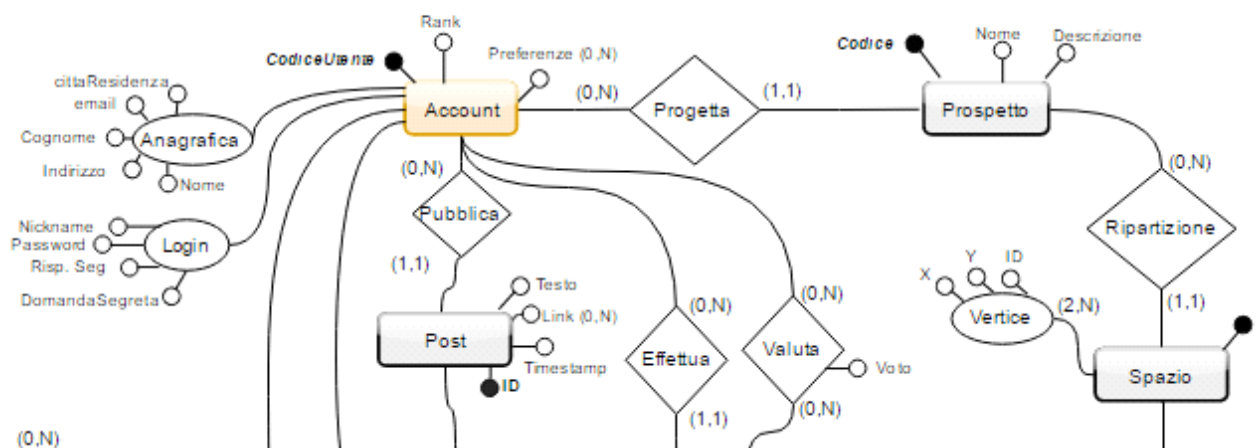 Rank
CodiceUtente
Preferenze (0,N)
Codice
Nome
Descrizione
cittaResidenza
email
Cognome
Anagrafica
Indirizzo
Nome
Account
(0,N)
Progetta
(1,1)
Prospetto
(0,N)
Pubblica
(0,N)
Ripartizione
Nickname
Password
Login
Risp. Seg
DomandaSegreta
(1,1)
Testo
Link (0,N)
Post
Timestamp
ID
(0,N)
Effettua
(1,1)
(0,N)
Valuta
Voto
(0,N)
X
Y
ID
Vertice
(2,N)
(1,1)
Spazio
(0,N)